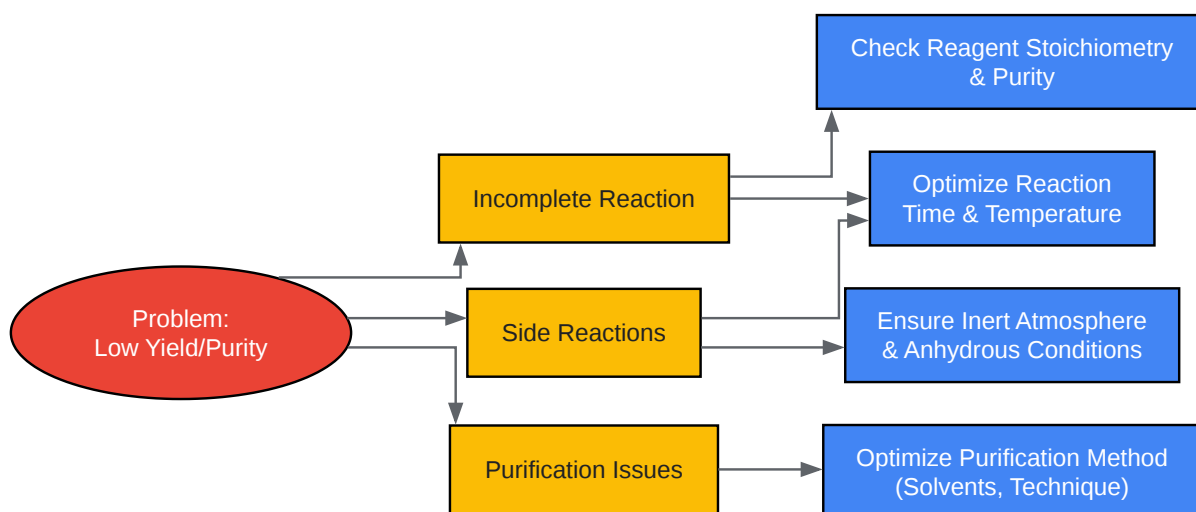 Problem:
Low Yield/Purity
Incomplete Reaction
Side Reactions
Purification Issues
Check Reagent Stoichiometry
& Purity
Optimize Reaction
Time & Temperature
Ensure Inert Atmosphere
& Anhydrous Conditions
Optimize Purification Method
(Solvents, Technique)